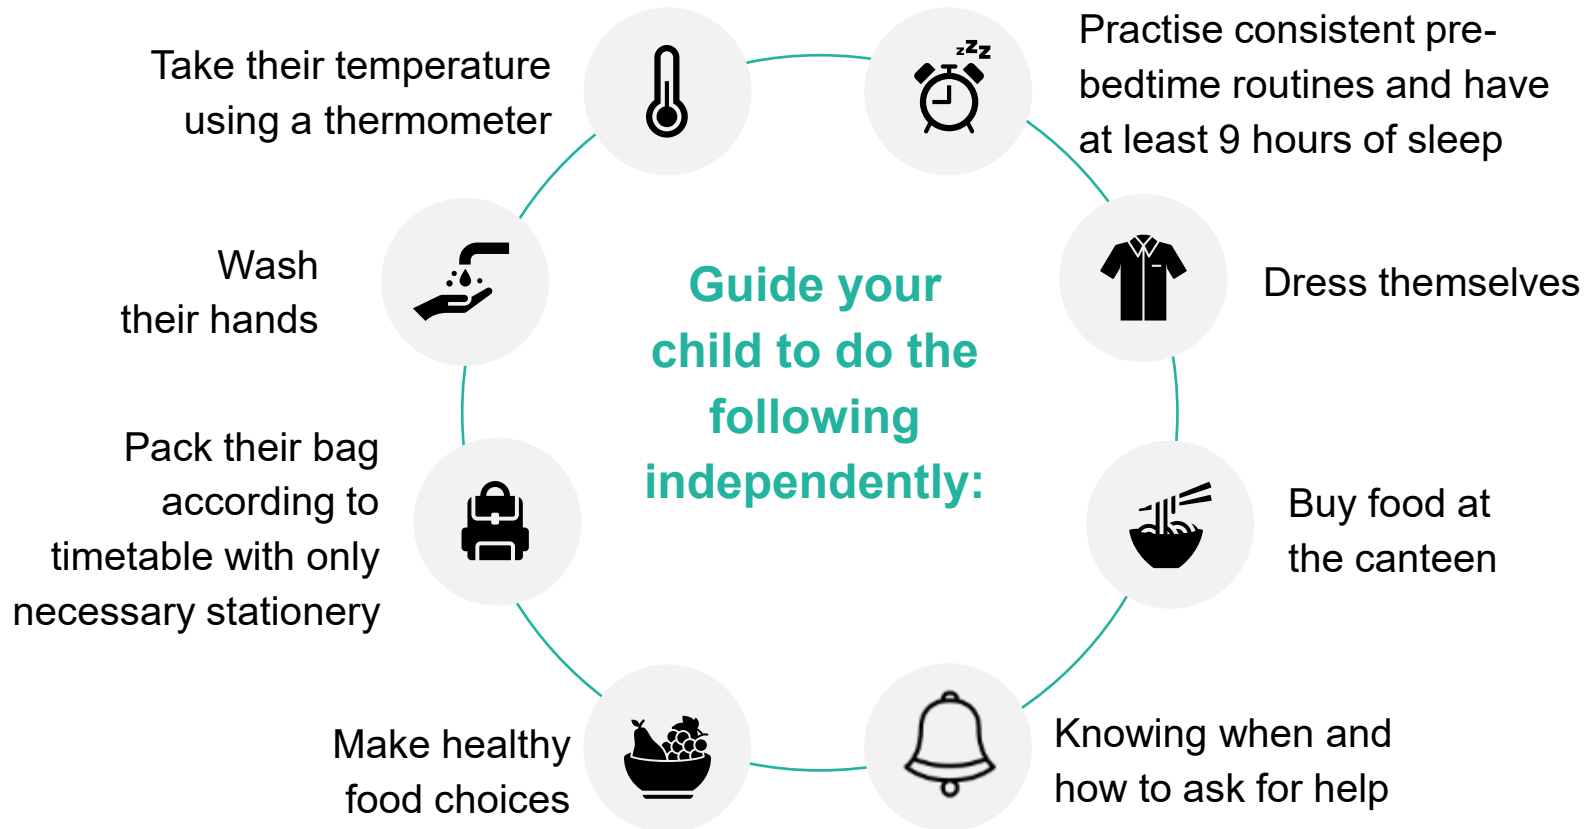 Guide your
child to do the
following
independently:
Practise consistent pre-
bedtime routines and have
at least 9 hours of sleep
zzz
Dress themselves
Buy food at
the canteen
Knowing when and
how to ask for help
Make healthy
food choices
Pack their bag
according to
timetable with only
necessary stationery
Wash
their hands
Take their temperature
using a thermometer